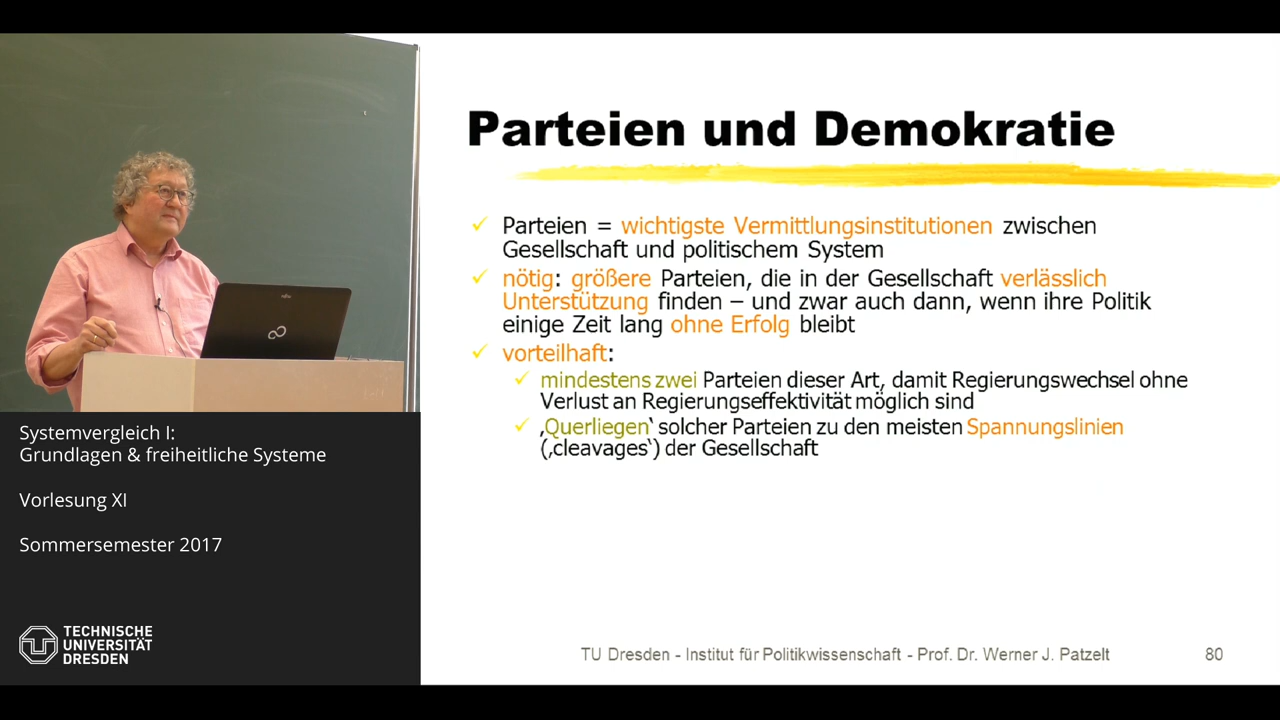 Parteien und Demokratie
Parteien = wichtigste Vermittlungsinstitutionen zwischen
Gesellschaft und politischem System
nötig: größere Parteien, die in der Gesellschaft verlässlich
Unterstützung finden – und zwar auch dann, wenn ihre Politik
einige Zeit lang ohne Erfolg bleibt
vorteilhaft:
mindestens zwei Parteien dieser Art, damit Regierungswechsel ohne
Verlust an Regierungseffektivität möglich sind
‚Querliegen‘ solcher Parteien zu den meisten Spannungslinien
(‚cleavages‘) der Gesellschaft
TU Dresden - Institut für Politikwissenschaft - Prof. Dr. Werner J. Patzelt
80
Systemvergleich I:
Grundlagen & freiheitliche Systeme
Vorlesung XI
Sommersemester 2017
TECHNISCHE
UNIVERSITÄT
DRESDEN